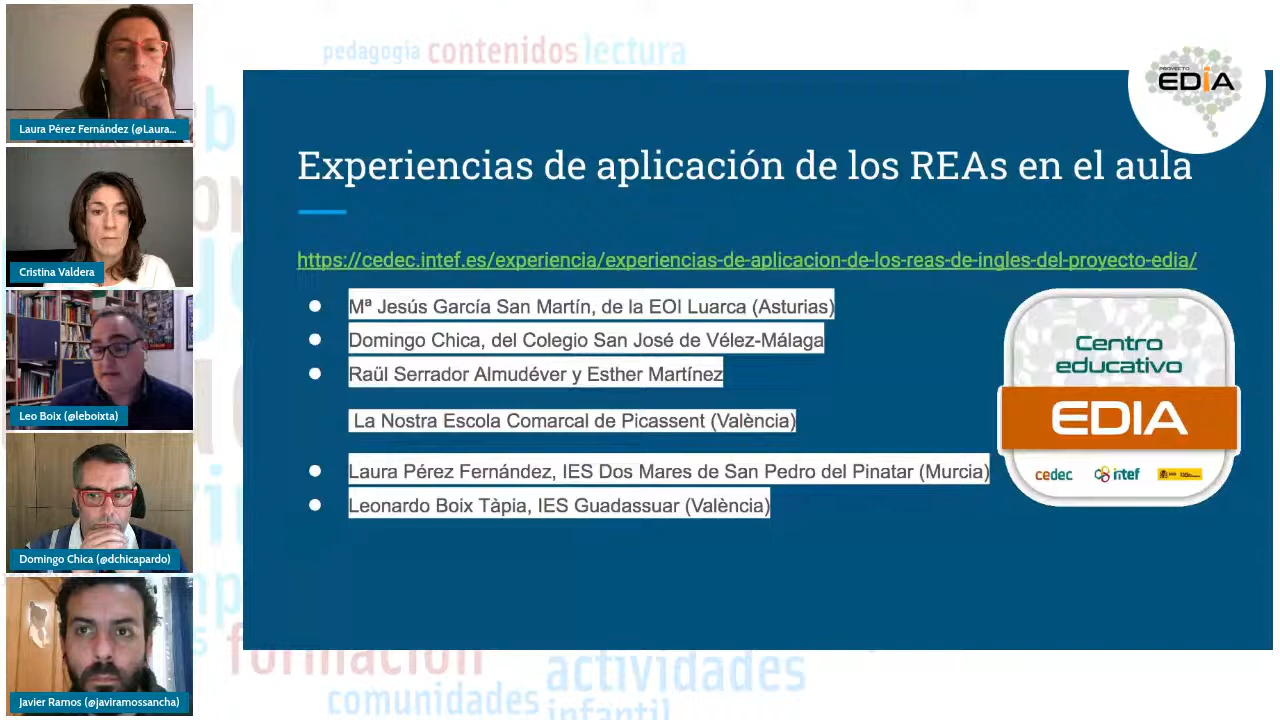 pedagogía contenidos lectura
PROYECTO
EDIA
Experiencias de aplicación de los REAs en el aula
https://cedec.intef.es/experiencia/experiencias-de-aplicacion-de-los-reas-de-ingles-del-proyecto-edia/
Mª Jesús García San Martín, de la EOI Luarca (Asturias)
Domingo Chica, del Colegio San José de Vélez-Málaga
Raül Serrador Almudéver y Esther Martínez
La Nostra Escola Comarcal de Picassent (València)
Laura Pérez Fernández, IES Dos Mares de San Pedro del Pinatar (Murcia)
Leonardo Boix Tàpia, IES Guadassuar (València)
Centro
educativo
EDIA
cedec intef
Laura Pérez Fernández (@Laura...
Cristina Valdera
Leo Boix (@leboixta)
Domingo Chica (@dchicapardo)
Javier Ramos (@javiramossancha)
formación
actividades
comunidades
infantil